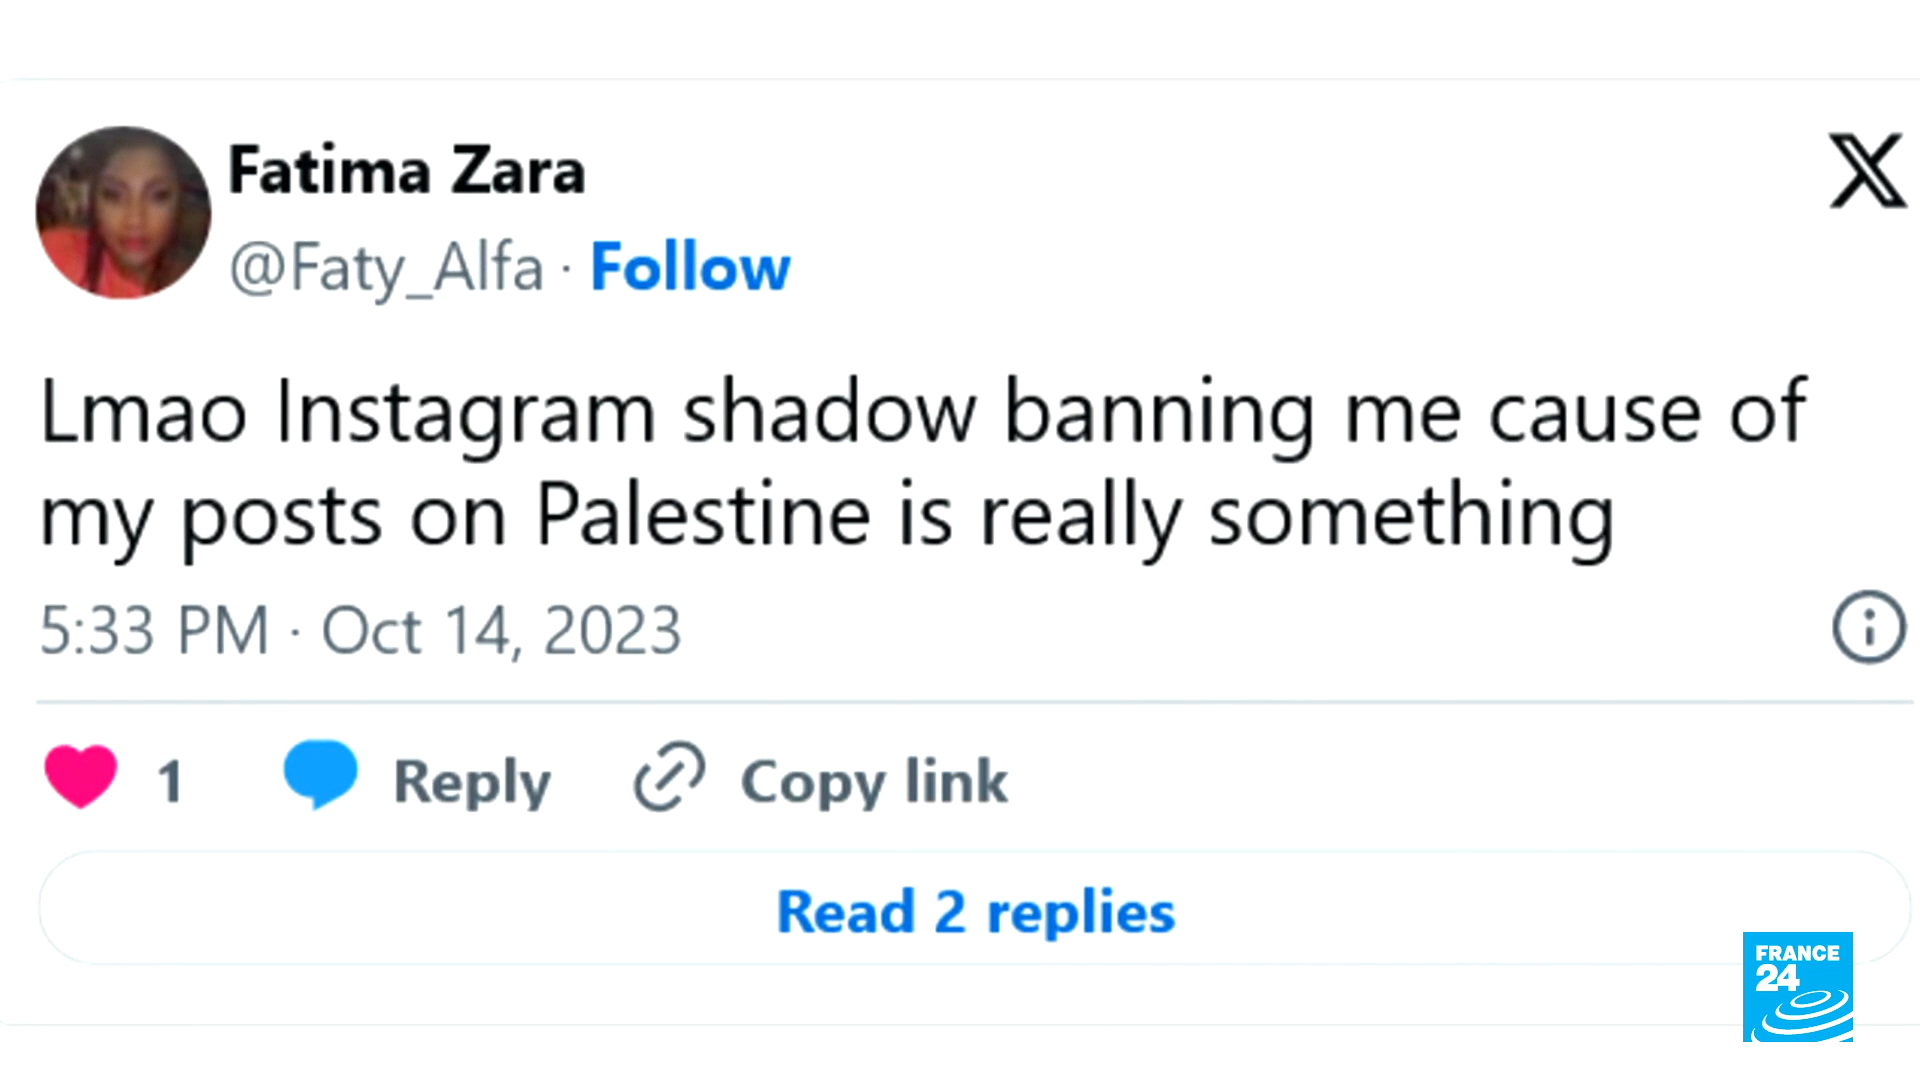 Fatima Zara
@Faty_Alfa · Follow
Lmao Instagram shadow banning me cause of
my posts on Palestine is really something
5:33 PM · Oct 14, 2023
1 Reply Copy link
Read 2 replies
FRANCE
24